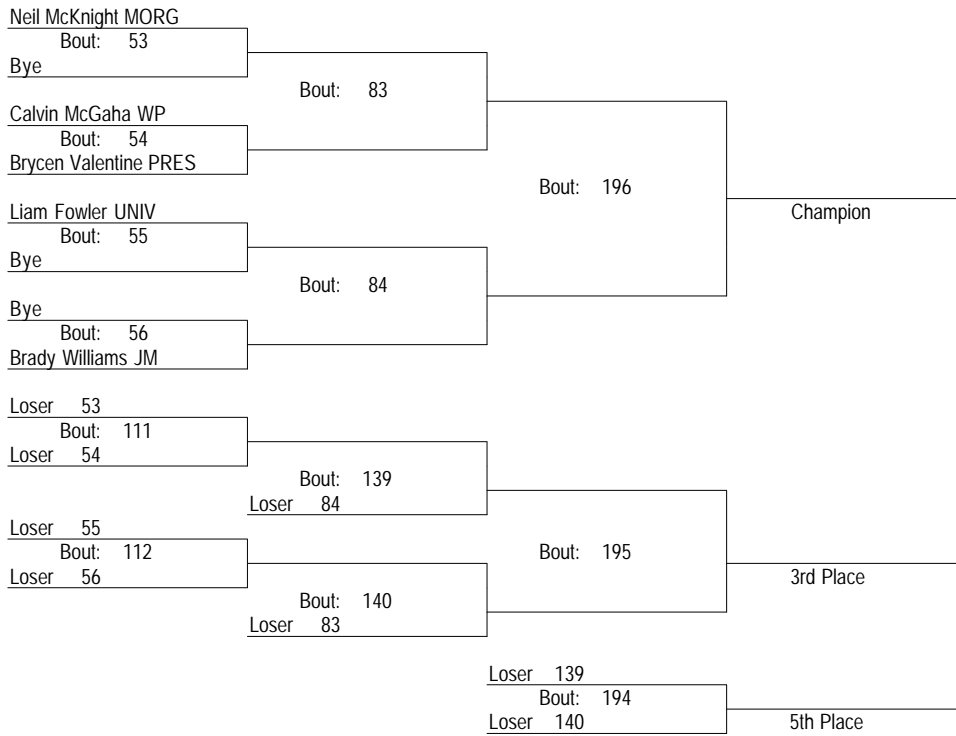 Neil McKnight MORG
Bout: 53
Bye
Bout: 83
Calvin McGaha WP
Bout: 54
Brycen Valentine PRES
Bout: 196
Liam Fowler UNIV
Champion
Bout: 55
Bye
Bout: 84
Bye
Bout: 56
Brady Williams JM
Loser 53
Bout: 111
Loser 54
Bout: 139
Loser 84
Loser 55
Bout: 112
Bout: 195
Loser 56
3rd Place
Bout: 140
Loser 83
Loser 139
Bout: 194
Loser 140
5th Place